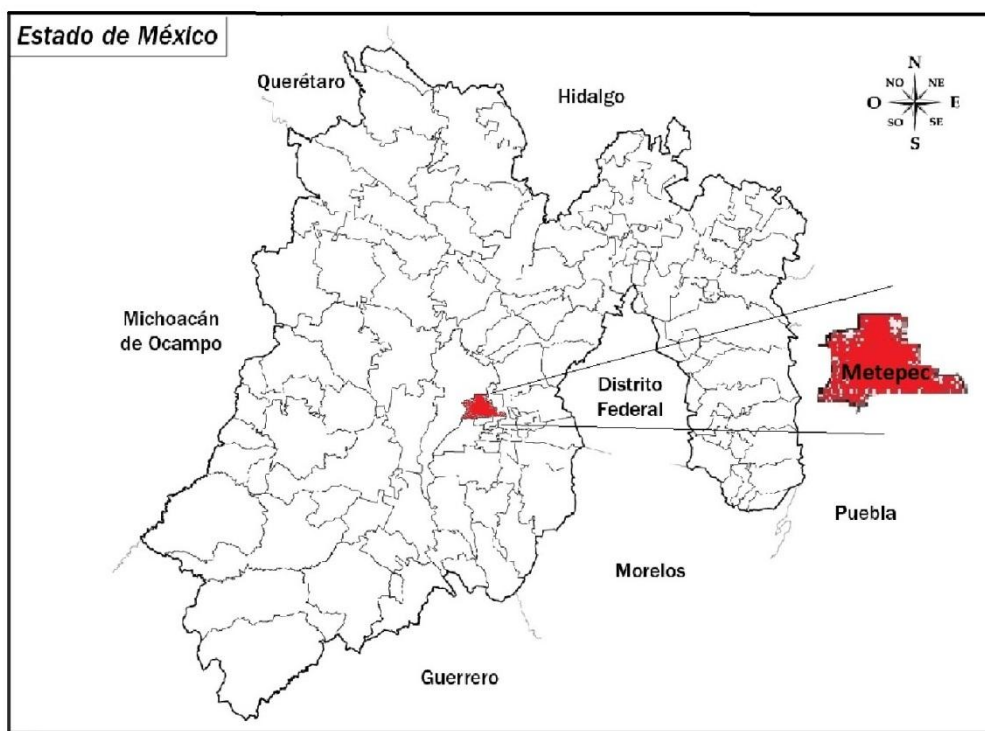 Estado de México
Querétaro
Hidalgo
N
NO NE
O E
SO SE
S
Michoacán
de Ocampo
Distrito
Federal
Metepec
Puebla
Morelos
Guerrero